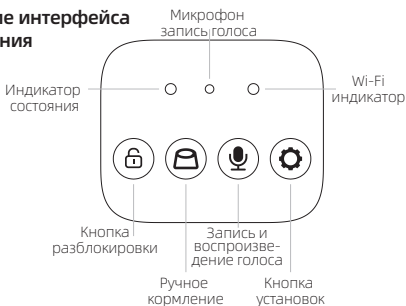 ие интерфейса
ния
Микрофон
запись голоса
Индикатор
состояния
Wi-Fi
индикатор
Кнопка
разблокировки
Запись и
воспроизве-
дение голоса
Ручное
кормление
Кнопка
установок